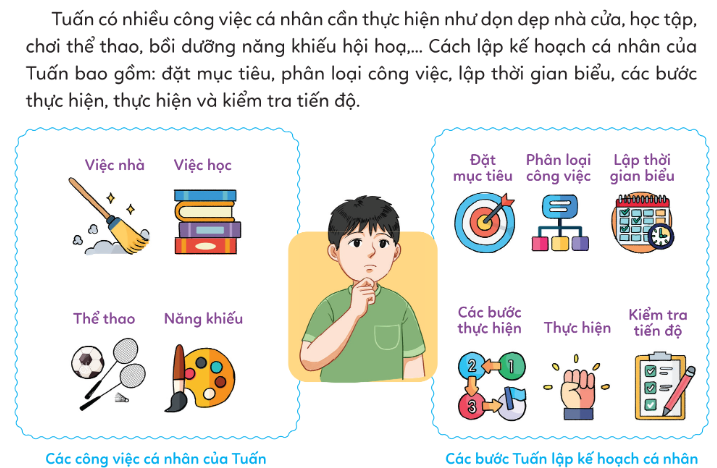 Tuấn có nhiều công việc cá nhân cần thực hiện như dọn dẹp nhà cửa, học tập,
chơi thể thao, bồi dưỡng năng khiếu hội hoạ,... Cách lập kế hoạch cá nhân của
Tuấn bao gồm: đặt mục tiêu, phân loại công việc, lập thời gian biểu, các bước
thực hiện, thực hiện và kiểm tra tiến độ.
Việc nhà
Việc học
Thể thao
Năng khiếu
Các công việc cá nhân của Tuấn
Đặt
mục tiêu
Phân loại
công việc
Lập thời
gian biểu
Các bước
thực hiện
2
1
3
Thực hiện
Kiểm tra
tiến độ
Các bước Tuấn lập kế hoạch cá nhân